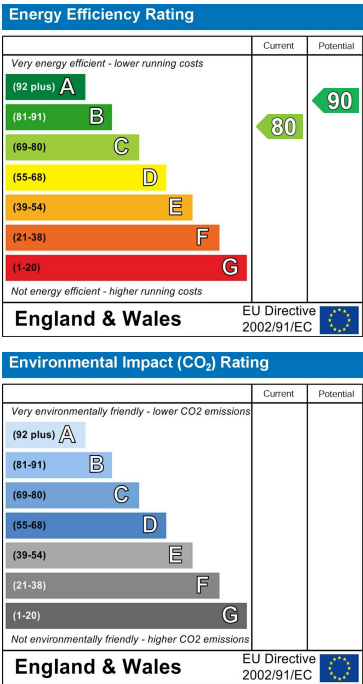 Energy Efficiency Rating
Current Potential
Very energy efficient - lower running costs
(92 plus) A
(81-91) B
(69-80) C
(55-68) D
(39-54) E
(21-38) F
(1-20) G
80
90
Not energy efficient - higher running costs
England & Wales
EU Directive
2002/91/EC
Environmental Impact (CO₂) Rating
Current Potential
Very environmentally friendly - lower CO2 emissions
(92 plus) A
(81-91) B
(69-80) C
(55-68) D
(39-54) E
(21-38) F
(1-20) G
Not environmentally friendly - higher CO2 emissions
England & Wales
EU Directive
2002/91/EC